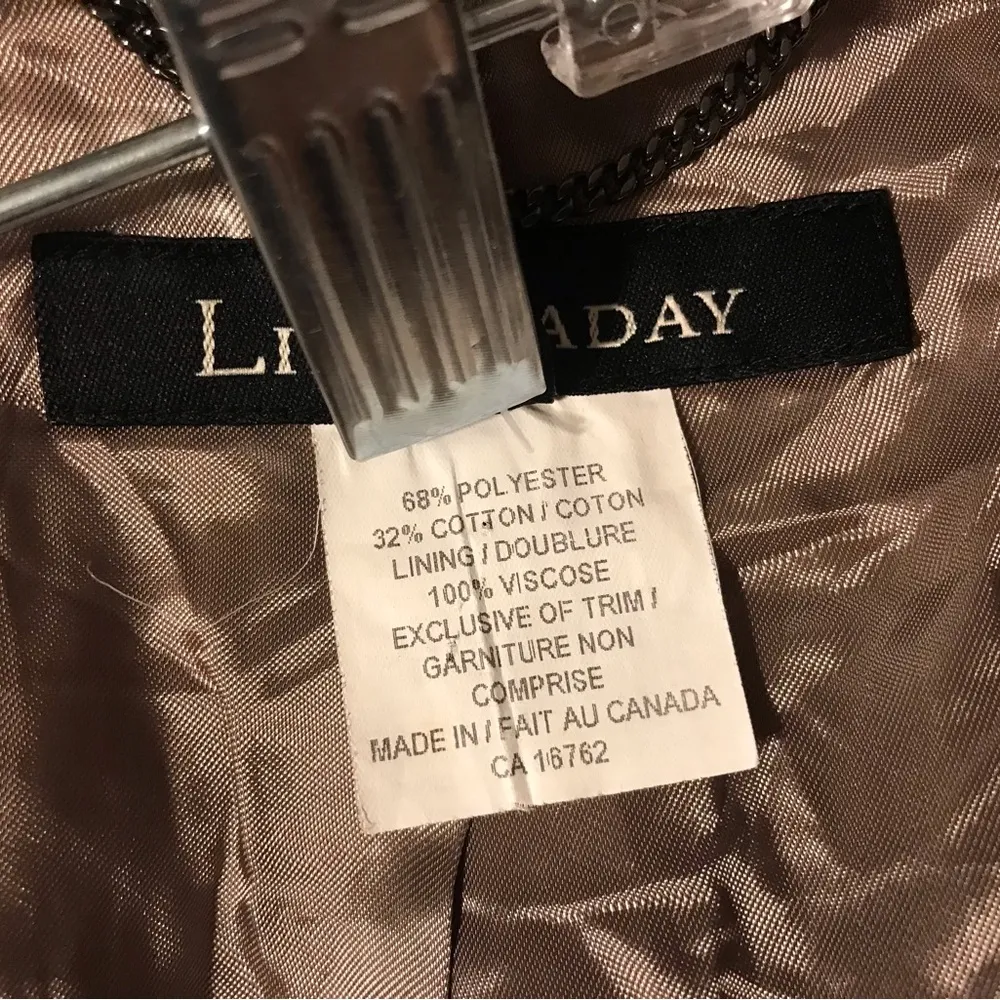 68% POLYESTER
32% COTTON / COTON
LINING / DOUBLURE
100% VISCOSE
EXCLUSIVE OF TRIM /
GARNITURE NON
COMPRISE
MADE IN / FAIT AU CANADA
CA 16762